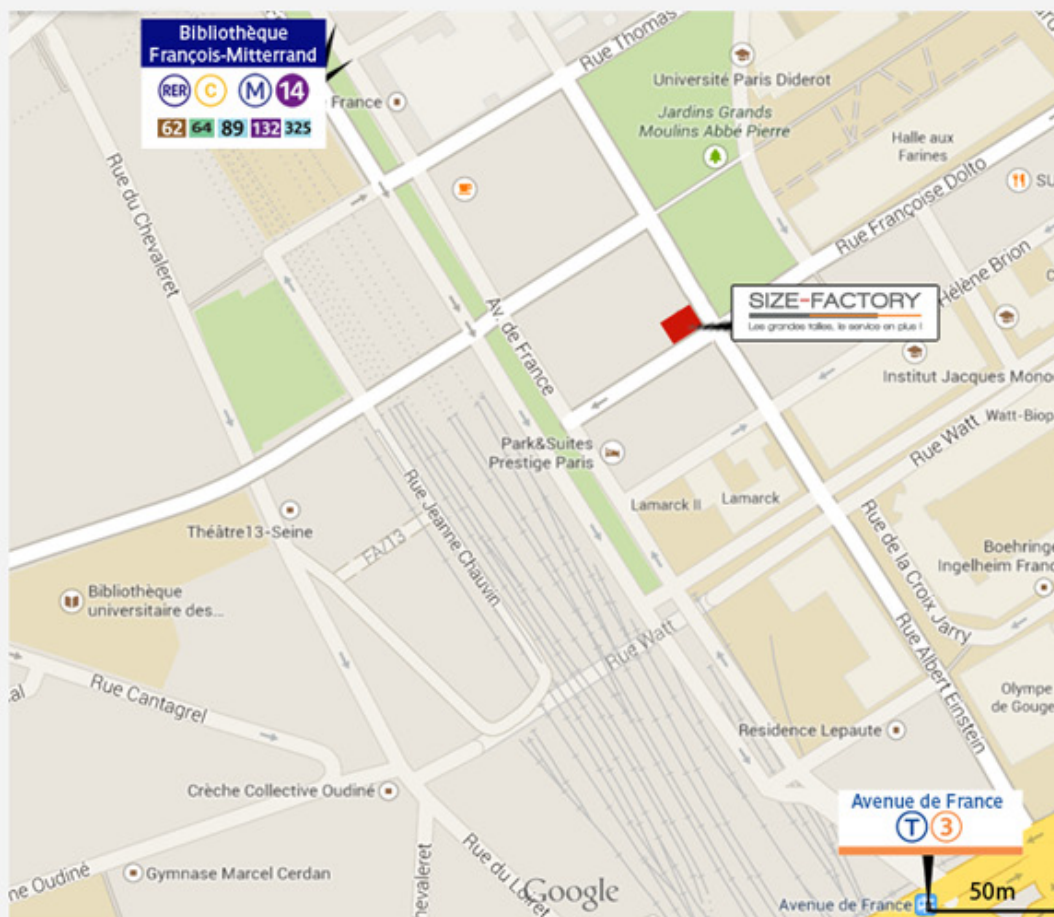 Bibliothèque
François-Mitterrand
RER C M 14
62 64 89 132 325
France
Rue Thomas
Université Paris Diderot
Jardins Grands
Moulins Abbé Pierre
Halle aux
Farines
Rue Françoise Dolto
Hélène Brion
Rue du Chevaleret
Av. de France
SIZE-FACTORY
Les grandes tailles, le service en plus !
Institut Jacques Mono
Watt-Biop
Rue Watt
Park&Suites
Prestige Paris
Lamarck II
Lamarck
Rue Jeanne Chauvin
Théâtre13-Seine
FA/13
Rue de la Croix Jarry
Boehringe
Ingelheim Franc
Bibliothèque
universitaire des...
Rue Watt
Rue Albert Einstein
Rue Cantagrel
Olympe
de Gouge
Residence Lepaute
Crèche Collective Oudiné
Avenue de France
T 3
ne Oudiné
Gymnase Marcel Cerdan
hevaleret
Rue du Loiret
Google
Avenue de France
50m